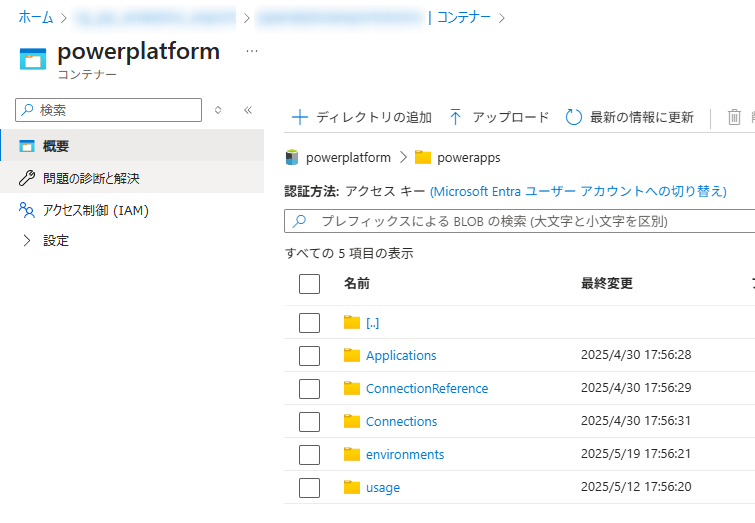 ホーム > > | コンテナー >
powerplatform ...
コンテナー
検索
概要
問題の診断と解決
アクセス制御 (IAM)
設定
ディレクトリの追加 アップロード 最新の情報に更新
powerplatform > powerapps
認証方法: アクセス キー (Microsoft Entra ユーザー アカウントへの切り替え)
プレフィックスによる BLOB の検索 (大文字と小文字を区別)
すべての 5 項目の表示
名前 最終変更
[..]
Applications 2025/4/30 17:56:28
ConnectionReference 2025/4/30 17:56:29
Connections 2025/4/30 17:56:31
environments 2025/5/19 17:56:21
usage 2025/5/12 17:56:20